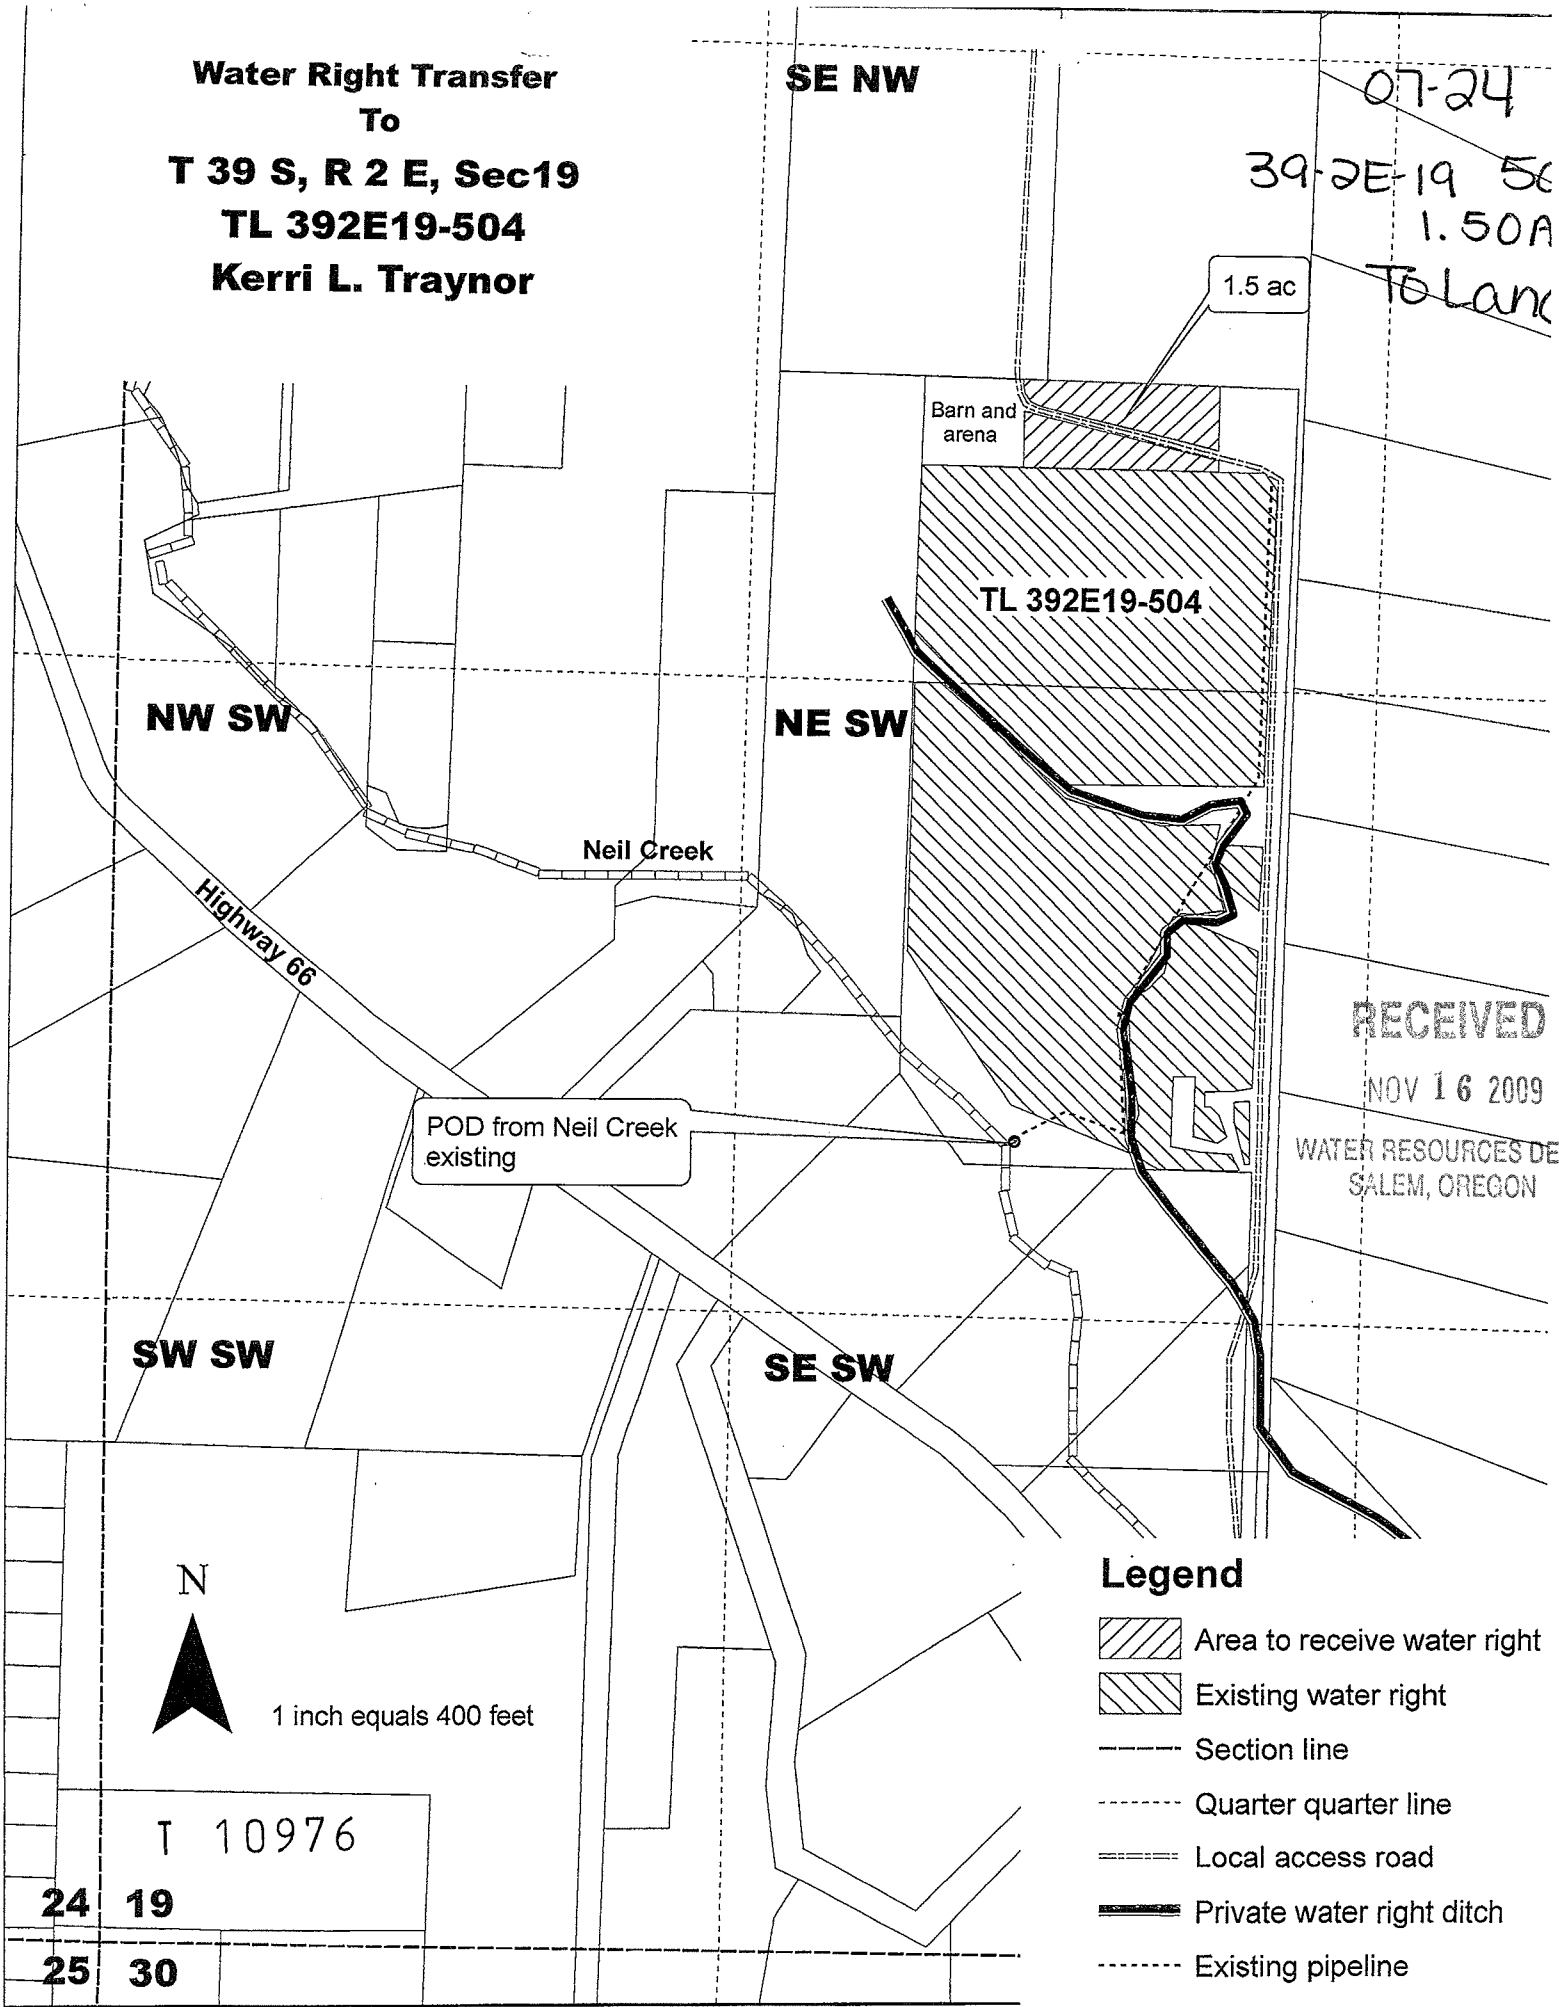 Water Right Transfer
To
T 39 S, R 2 E, Sec19
TL 392E19-504
Kerri L. Traynor
SE NW
07-24
39-2E-19
1.50A
To Lan
1.5 ac
Barn and
arena
TL 392E19-504
NW SW
NE SW
Neil Creek
Highway 66
RECEIVED
NOV 16 2009
WATER RESOURCES DE
SALEM, OREGON
POD from Neil Creek
existing
SW SW
SE SW
N
1 inch equals 400 feet
Legend
Area to receive water right
Existing water right
Section line
Quarter quarter line
Local access road
Private water right ditch
Existing pipeline
T 10976
24 19
25 30